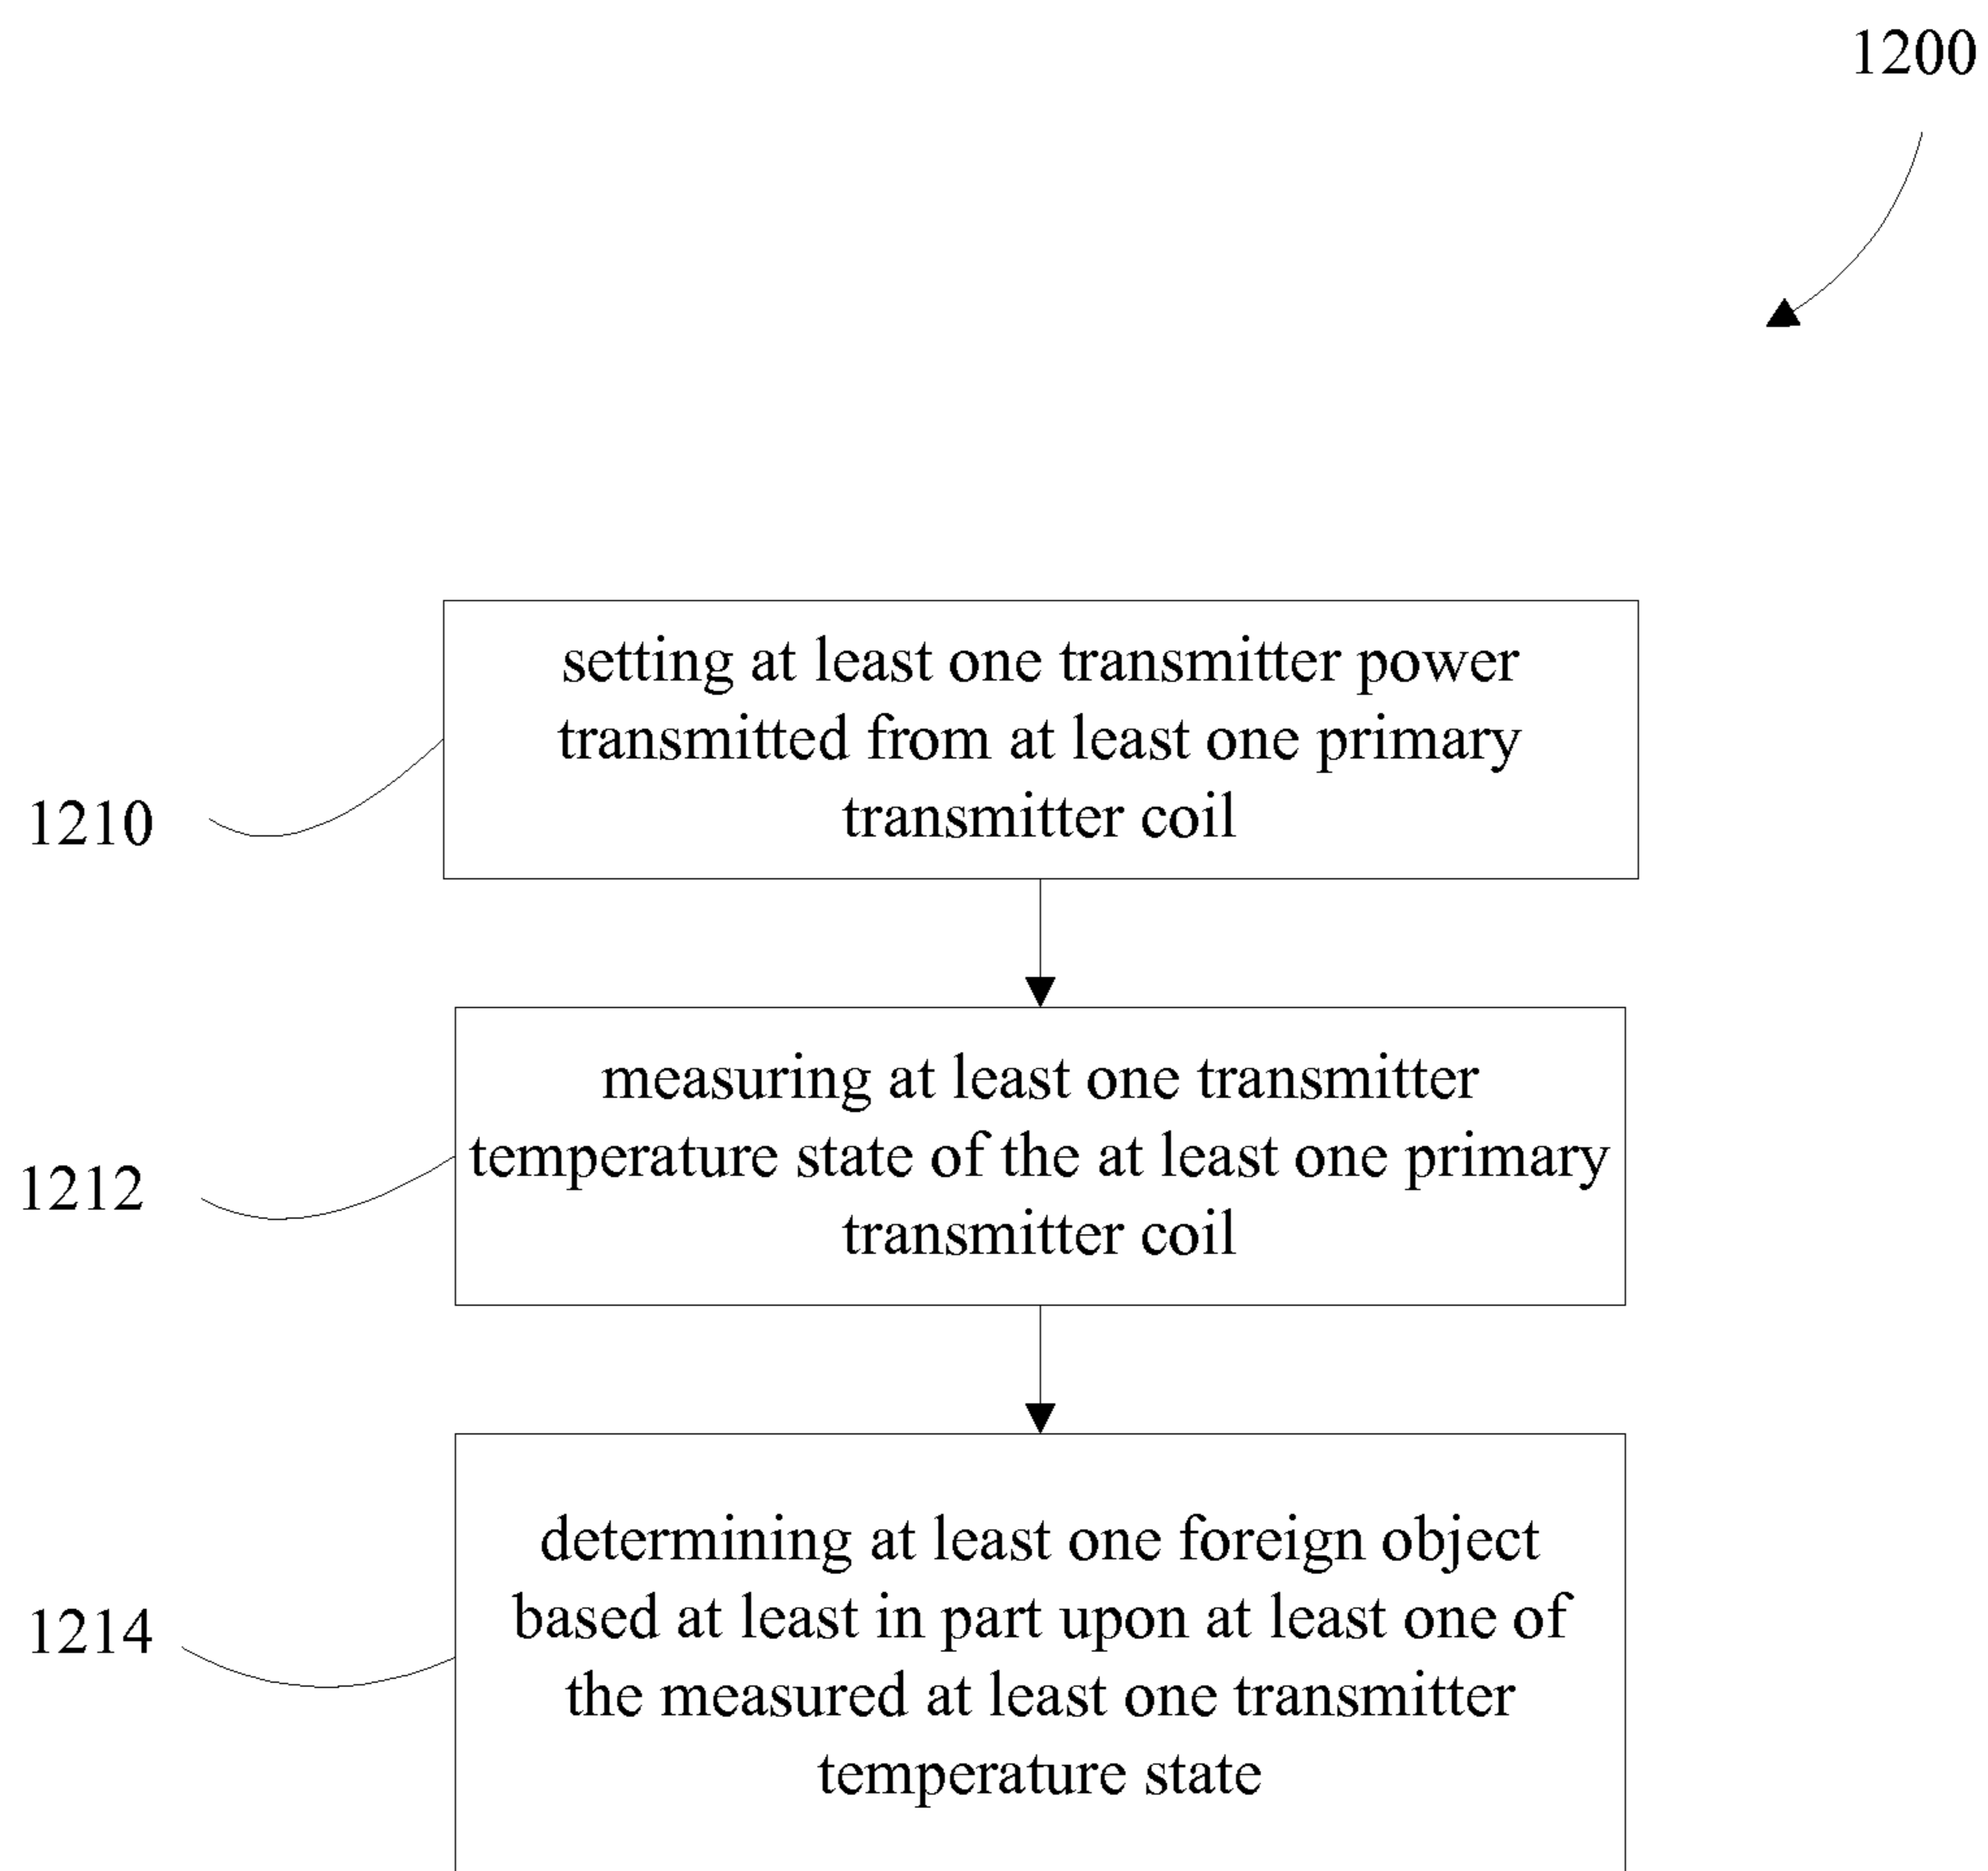 1200
setting at least one transmitter power
transmitted from at least one primary
transmitter coil
1210
measuring at least one transmitter
temperature state of the at least one primary
transmitter coil
1212
determining at least one foreign object
based at least in part upon at least one of
the measured at least one transmitter
temperature state
1214